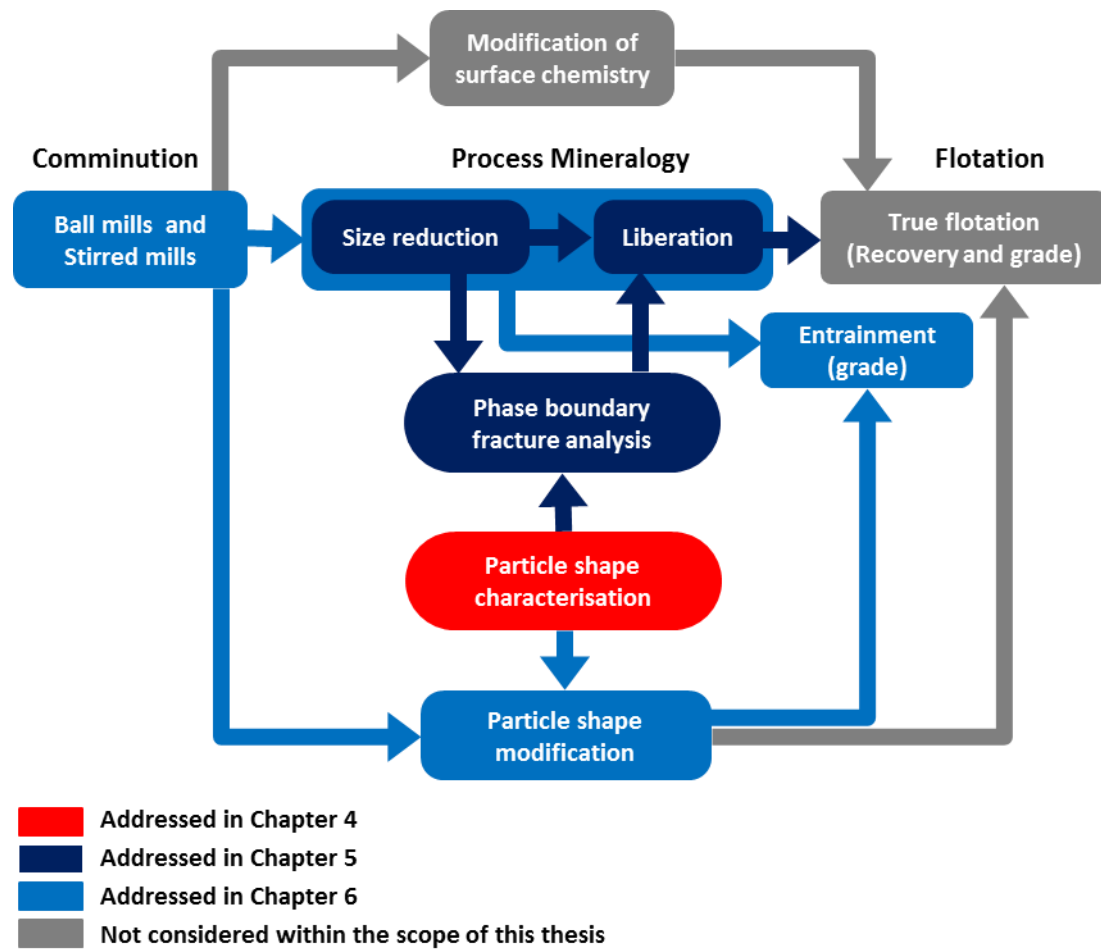 Modification of
surface chemistry
Comminution
Process Mineralogy
Flotation
Ball mills and
Stirred mills
Size reduction
Liberation
True flotation
(Recovery and grade)
Entrainment
(grade)
Phase boundary
fracture analysis
Particle shape
characterisation
Particle shape
modification
Addressed in Chapter 4
Addressed in Chapter 5
Addressed in Chapter 6
Not considered within the scope of this thesis